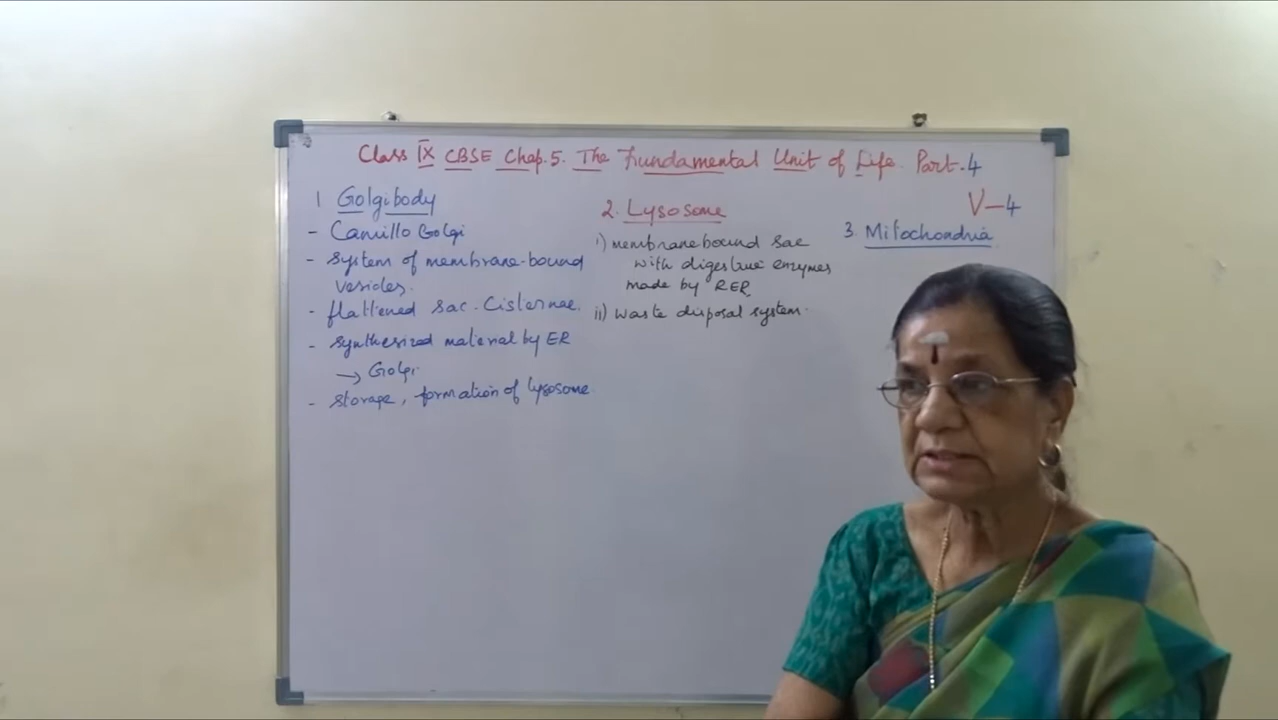 Class IX CBSE Chap.5. The Fundamental Unit of Life. Part.4
V-4
1 Golgibody
- Camillo Golgi
- System of membrane-bound
vesicles.
- flattened sac. Cisternae.
- synthesized material by ER
→ Golgi.
- storage, formation of lysosome.
2. Lysosome
i) membrane bound sac
with digestive enzymes
made by RER.
ii) waste disposal system.
3. Mitochondria